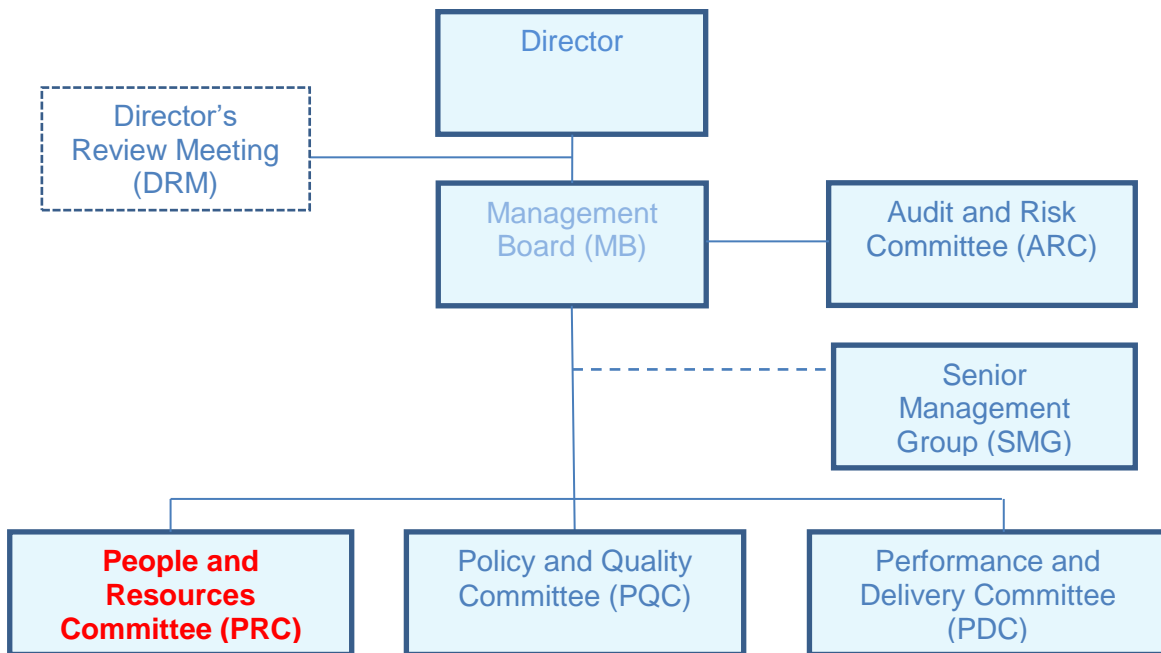 Director
Director’s
Review Meeting
(DRM)
Management
Board (MB)
Audit and Risk
Committee (ARC)
Senior
Management
Group (SMG)
People and
Resources
Committee (PRC)
Policy and Quality
Committee (PQC)
Performance and
Delivery Committee
(PDC)